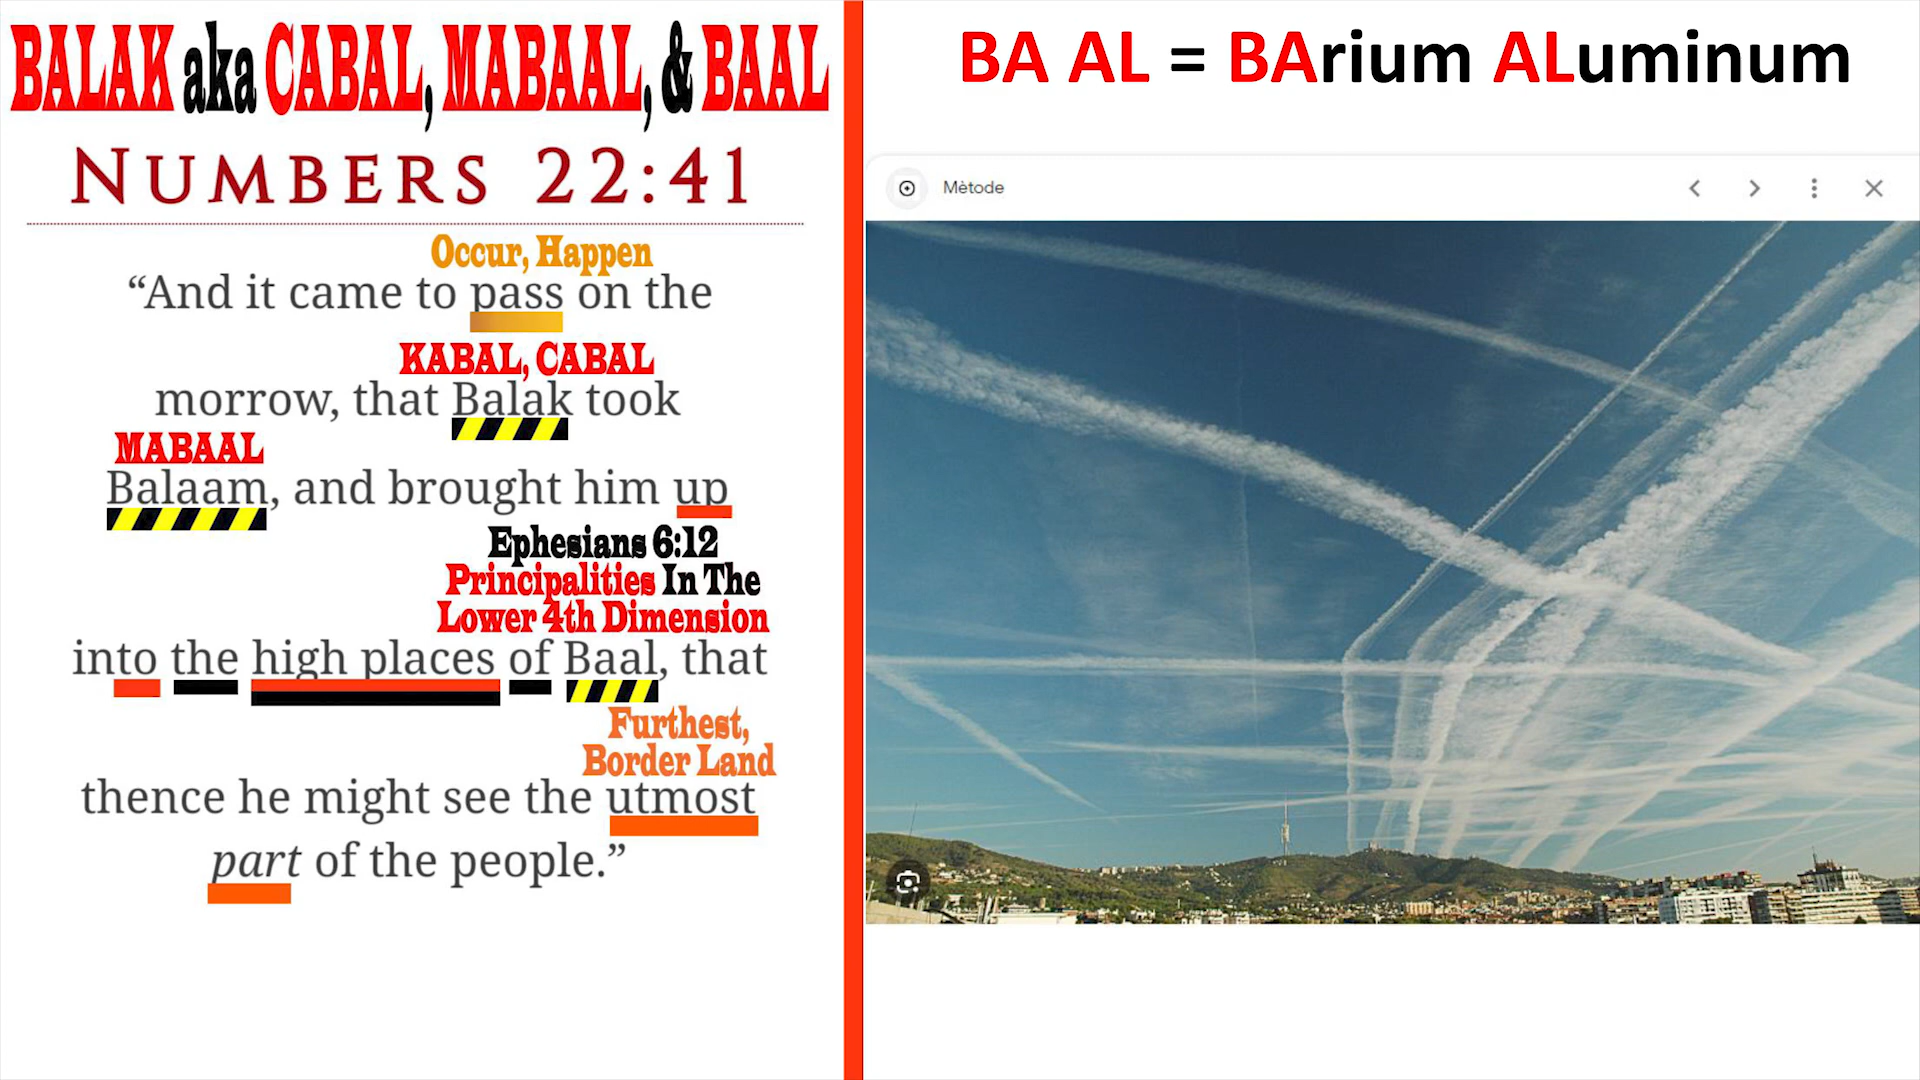 BALAK aka CABAL, MABAAL, & BAAL
NUMBERS 22:41
Occur, Happen
“And it came to pass on the
KABAL, CABAL
morrow, that Balak took
MABAAL
Balaam, and brought him up
Ephesians 6:12
Principalities In The
Lower 4th Dimension
into the high places of Baal, that
Furthest,
Border Land
thence he might see the utmost
part of the people.”
BA AL = BArium ALuminum
Mètode